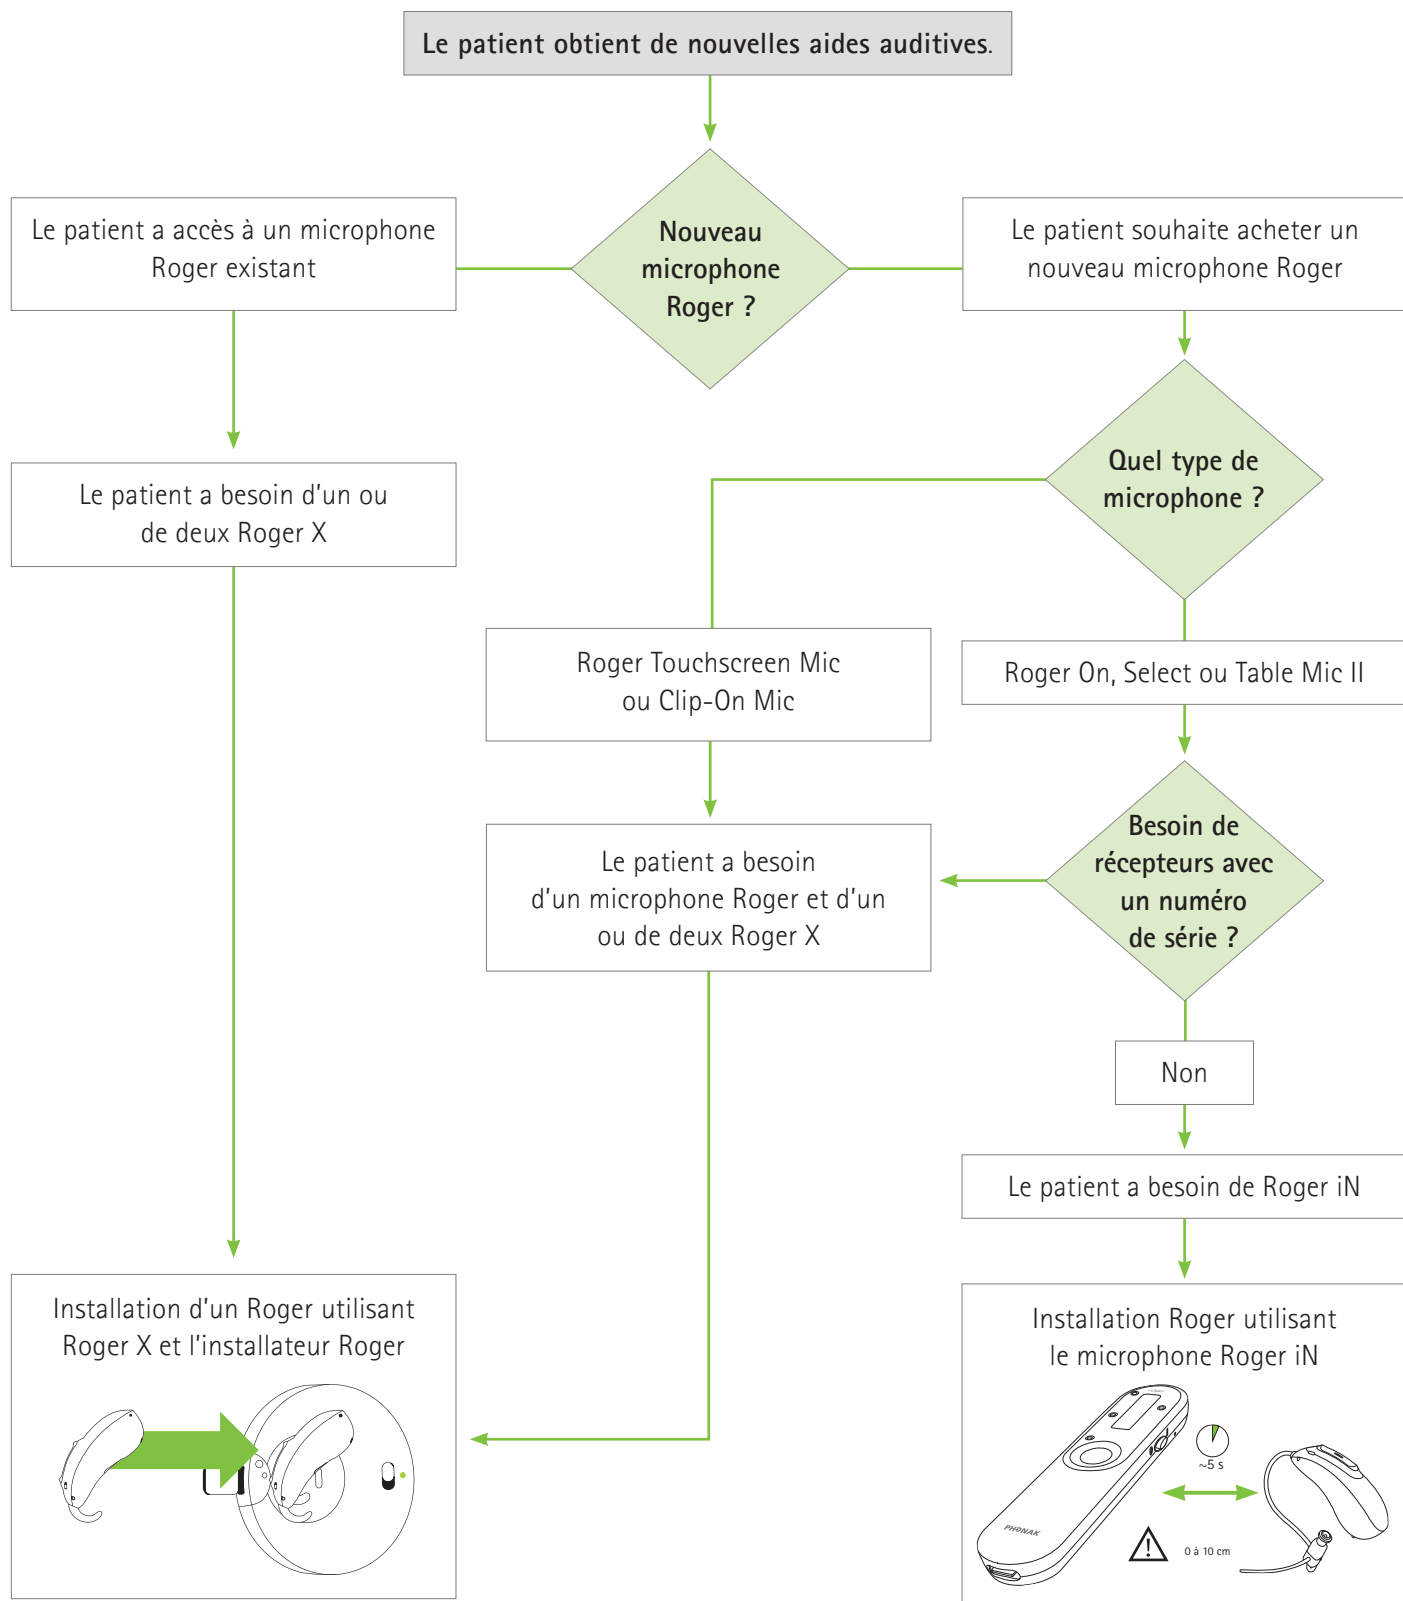 Le patient obtient de nouvelles aides auditives.
Nouveau
microphone
Roger ?
Le patient a accès à un microphone
Roger existant
Le patient souhaite acheter un
nouveau microphone Roger
Quel type de
microphone ?
Le patient a besoin d'un ou
de deux Roger X
Roger Touchscreen Mic
ou Clip-On Mic
Roger On, Select ou Table Mic II
Besoin de
récepteurs avec
un numéro
de série ?
Le patient a besoin
d'un microphone Roger et d'un
ou de deux Roger X
Non
Le patient a besoin de Roger iN
Installation d'un Roger utilisant
Roger X et l'installateur Roger
Installation Roger utilisant
le microphone Roger iN
~5 s
PHONAK
0 à 10 cm